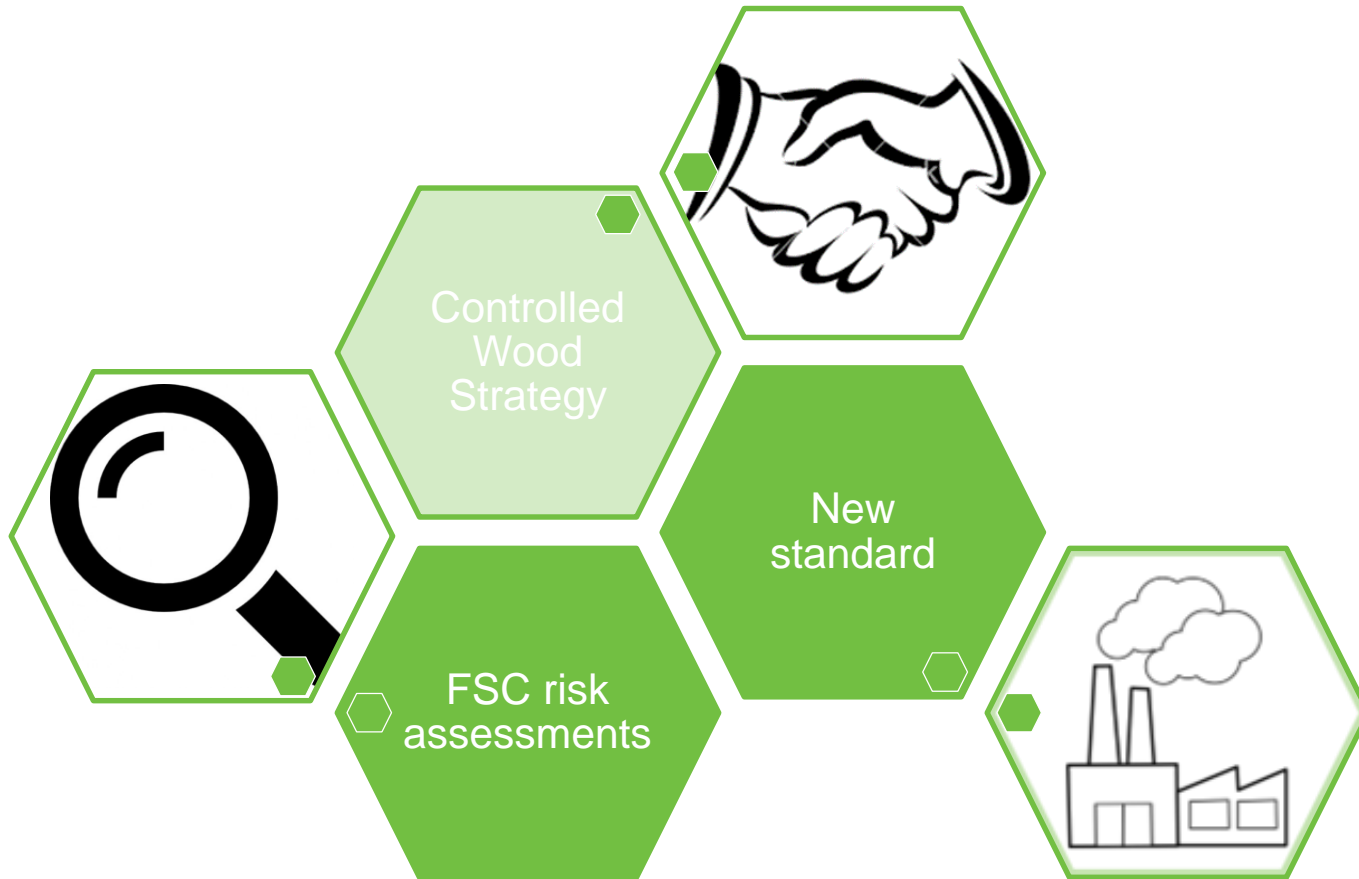 Controlled
Wood
Strategy
New
standard
FSC risk
assessments